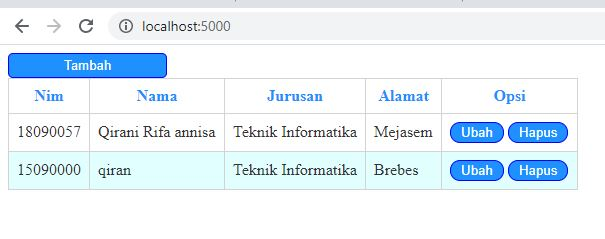 localhost:5000
Tambah
Nim Nama Jurusan Alamat Opsi
18090057 Qirani Rifa annisa Teknik Informatika Mejasem Ubah Hapus
15090000 qiran Teknik Informatika Brebes Ubah Hapus